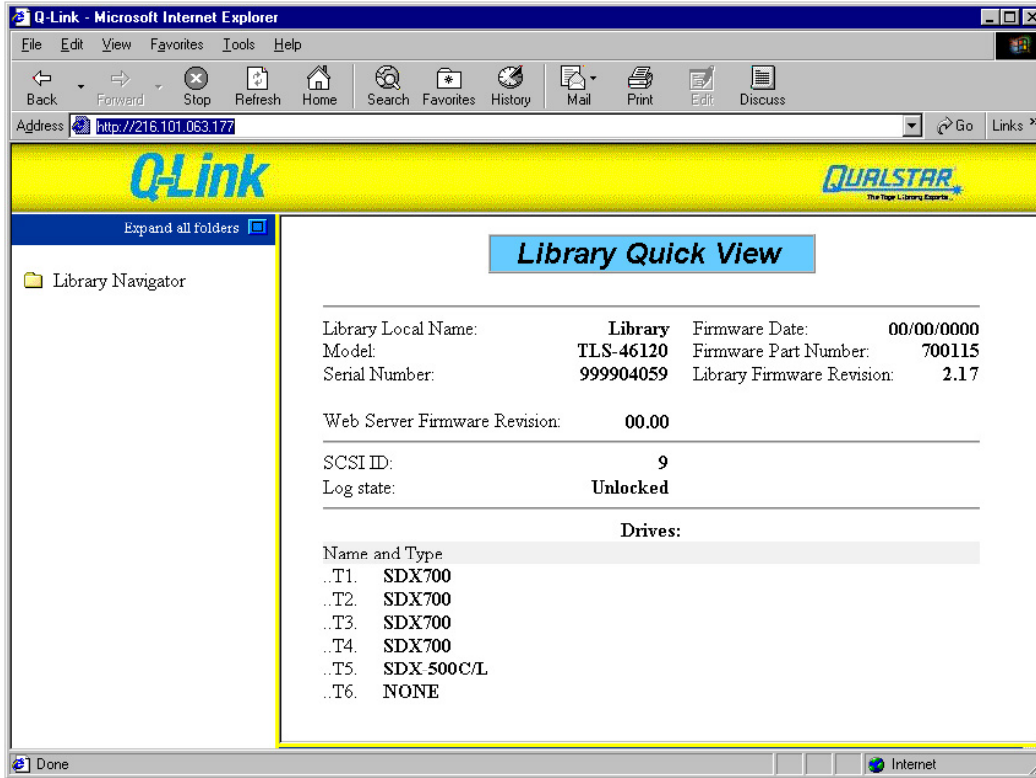 Q-Link - Microsoft Internet Explorer
File Edit View Favorites Tools Help
Back Forward Stop Refresh Home Search Favorites History Mail Print Edit Discuss
Address http://216.101.063.177 Go Links »
Q-Link
QUALSTAR
The Tape Library Experts
Expand all folders
Library Navigator
Library Quick View
Library Local Name: Library Firmware Date: 00/00/0000
Model: TLS-46120 Firmware Part Number: 700115
Serial Number: 999904059 Library Firmware Revision: 2.17
Web Server Firmware Revision: 00.00
SCSI ID: 9
Log state: Unlocked
Drives:
Name and Type
..T1. SDX700
..T2. SDX700
..T3. SDX700
..T4. SDX700
..T5. SDX-500C/L
..T6. NONE
Done Internet